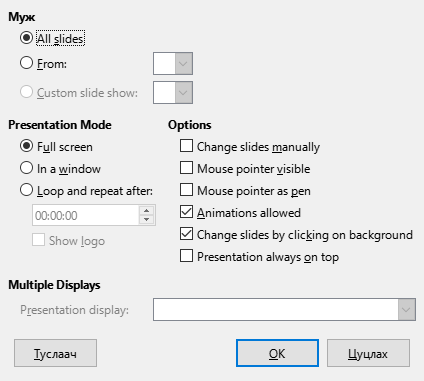 Муж
All slides
From:
Custom slide show:
Presentation Mode
Full screen
In a window
Loop and repeat after:
00:00:00
Show logo
Options
Change slides manually
Mouse pointer visible
Mouse pointer as pen
Animations allowed
Change slides by clicking on background
Presentation always on top
Multiple Displays
Presentation display:
Туслаач
OK
Цуцлах